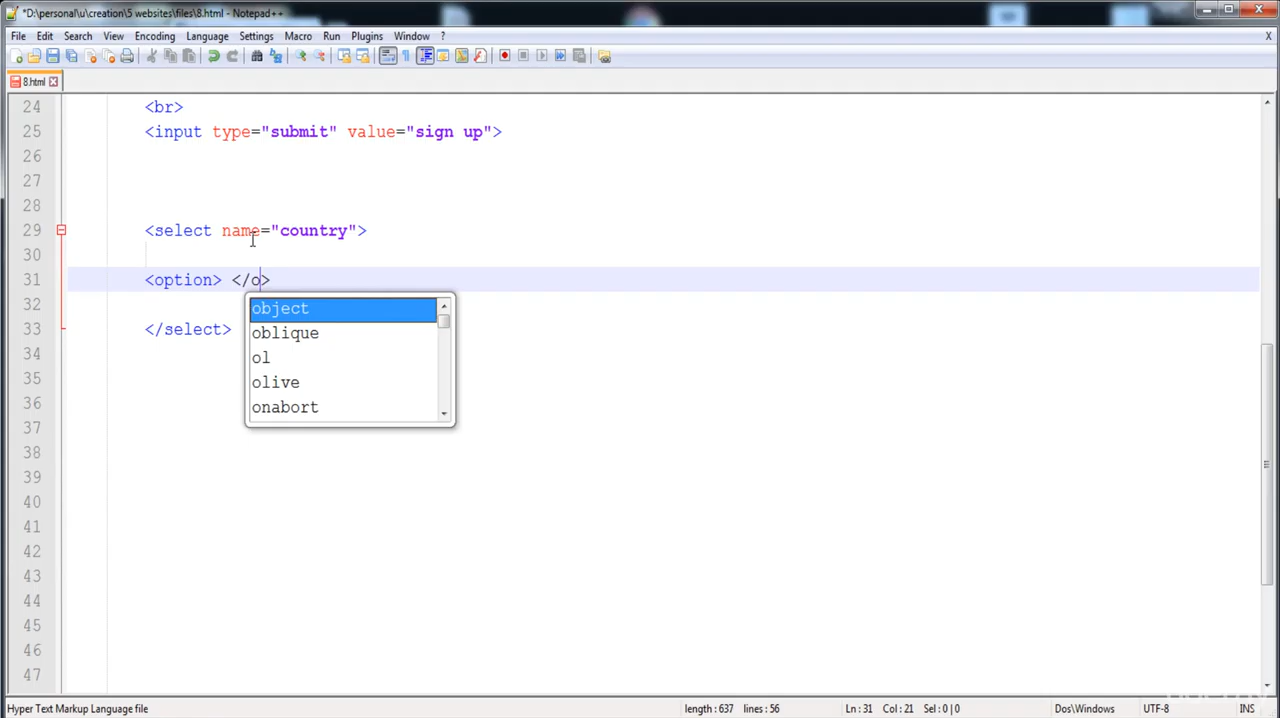 *D:\personal\u\creation\5 websites\files\8.html - Notepad++
File Edit Search View Encoding Language Settings Macro Run Plugins Window ? X
8.html
24 <br>
25 <input type="submit" value="sign up">
26
27
28
29 <select name="country">
30
31 <option> </o>
32 object
oblique
33 </select>
34 ol
35 olive
36 onabort
37
38
39
40
41
42
43
44
45
46
47
Hyper Text Markup Language file length : 637 lines : 56 Ln : 31 Col : 21 Sel : 0 | 0 Dos\Windows UTF-8 INS